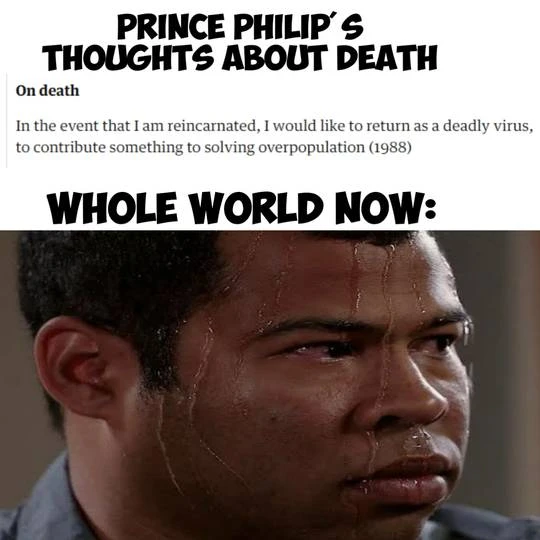 PRINCE PHILIP'S
THOUGHTS ABOUT DEATH
On death
In the event that I am reincarnated, I would like to return as a deadly virus,
to contribute something to solving overpopulation (1988)
WHOLE WORLD NOW: